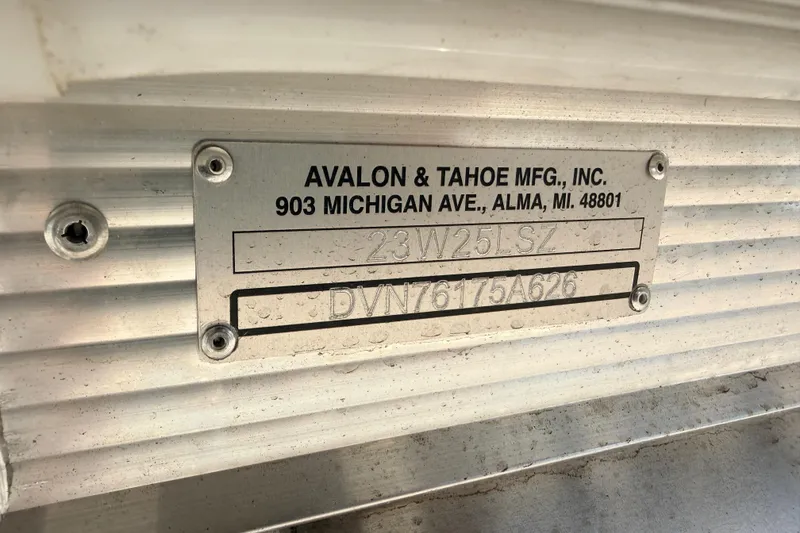 AVALON & TAHOE MFG., INC.
903 MICHIGAN AVE., ALMA, MI. 48801
23W25LSZ
DVN76175A626